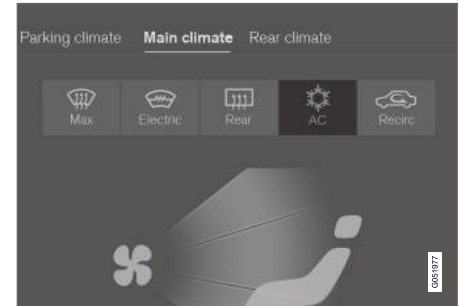 Parking climate Main climate Rear climate
Max Electric Rear AC Recirc
G051977